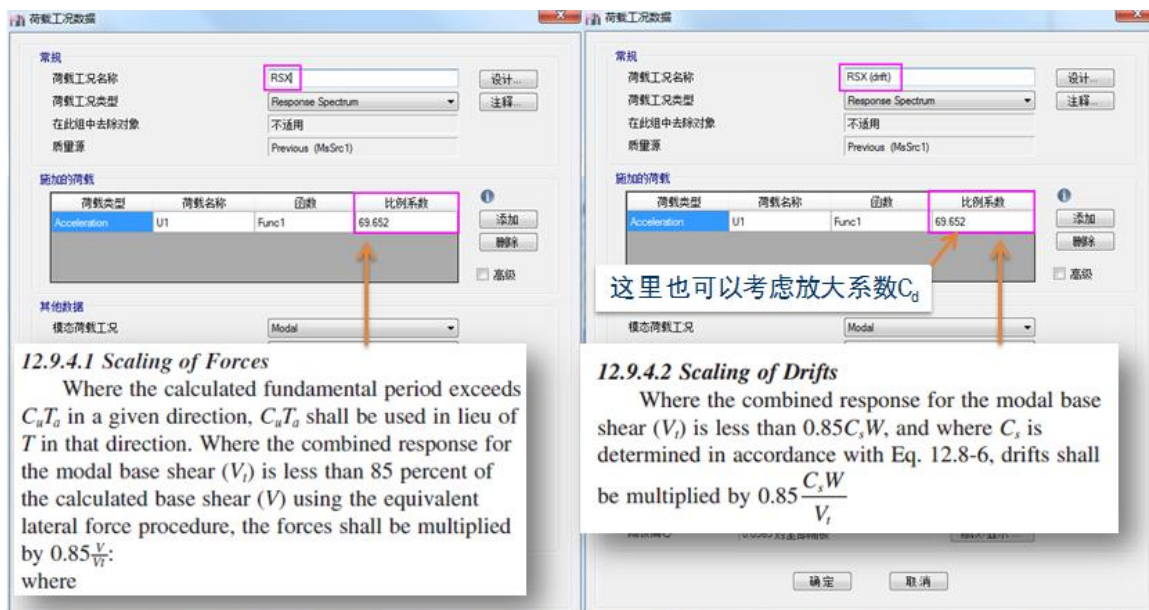 荷载工况数据
常规
荷载工况名称
RSX
设计...
荷载工况类型
Response Spectrum
注释...
在此组中去除对象
不适用
质量源
Previous (MsSrc1)
施加的荷载
荷载类型 荷载名称 函数 比例系数
Acceleration U1 Func1 69.652
添加
删除
高级
其他数据
模态荷载工况
Modal
12.9.4.1 Scaling of Forces
Where the calculated fundamental period exceeds
CuTa in a given direction, CuTa shall be used in lieu of
T in that direction. Where the combined response for
the modal base shear (Vt) is less than 85 percent of
the calculated base shear (V) using the equivalent
lateral force procedure, the forces shall be multiplied
by 0.85 V/Vt:
where
荷载工况数据
常规
荷载工况名称
RSX (drift)
设计...
荷载工况类型
Response Spectrum
注释...
在此组中去除对象
不适用
质量源
Previous (MsSrc1)
施加的荷载
荷载类型 荷载名称 函数 比例系数
Acceleration U1 Func1 69.652
添加
删除
高级
这里也可以考虑放大系数Cd
模态荷载工况
Modal
12.9.4.2 Scaling of Drifts
Where the combined response for the modal base
shear (Vt) is less than 0.85CsW, and where Cs is
determined in accordance with Eq. 12.8-6, drifts shall
be multiplied by 0.85 CsW/Vt
确定
取消